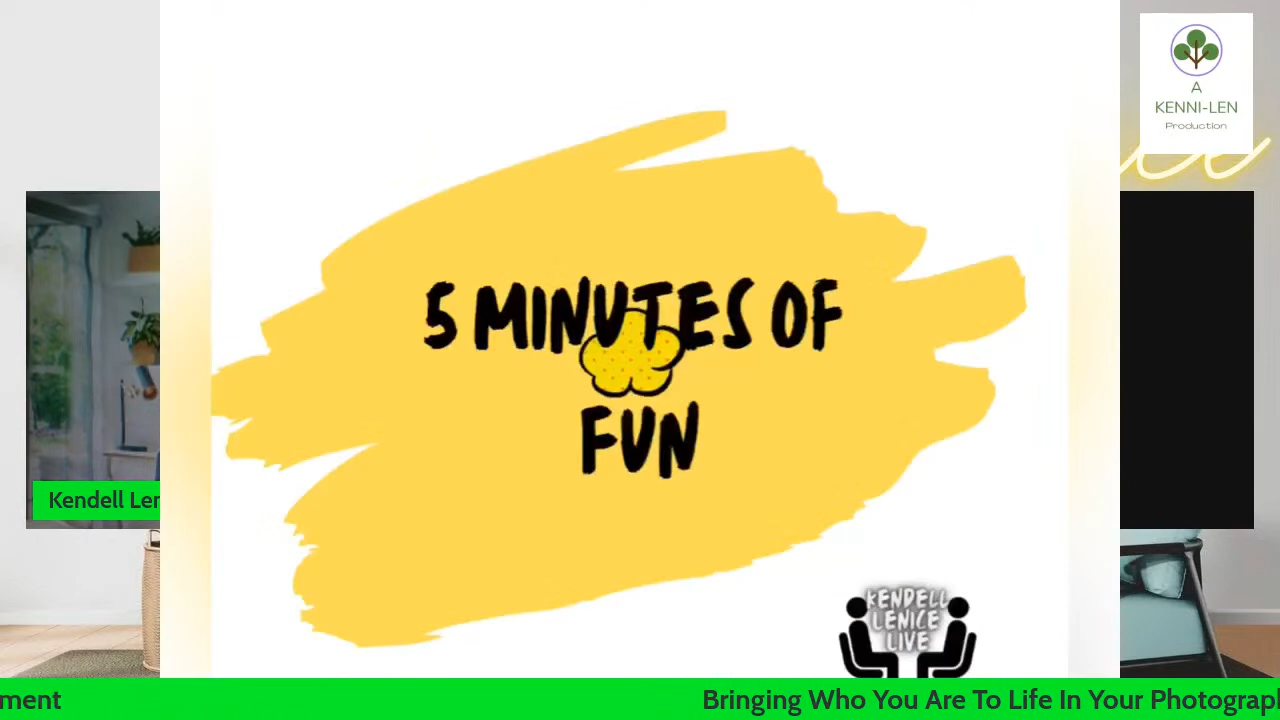 A
KENNI-LEN
Production
5 MINUTES OF
FUN
Kendell Len
KENDELL
LENICE
LIVE
ment
Bringing Who You Are To Life In Your Photograp